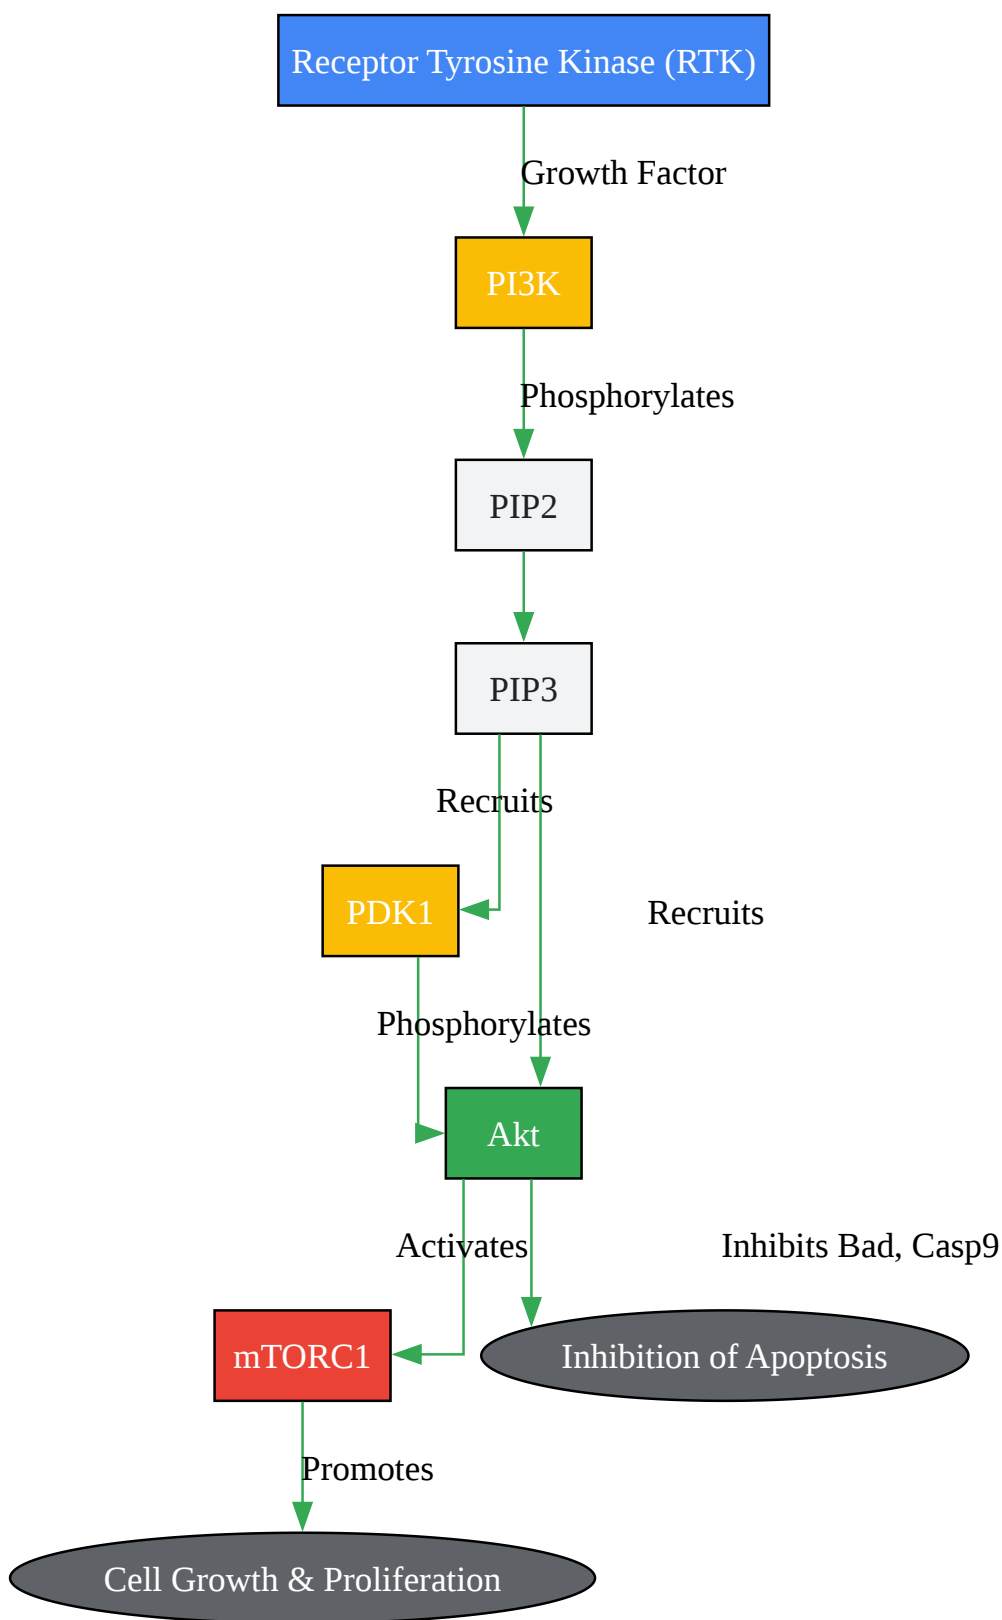 Receptor Tyrosine Kinase (RTK)
Growth Factor
PI3K
Phosphorylates
PIP2
PIP3
Recruits
PDK1
Recruits
Phosphorylates
Akt
Activates
Inhibits Bad, Casp9
mTORC1
Inhibition of Apoptosis
Promotes
Cell Growth & Proliferation